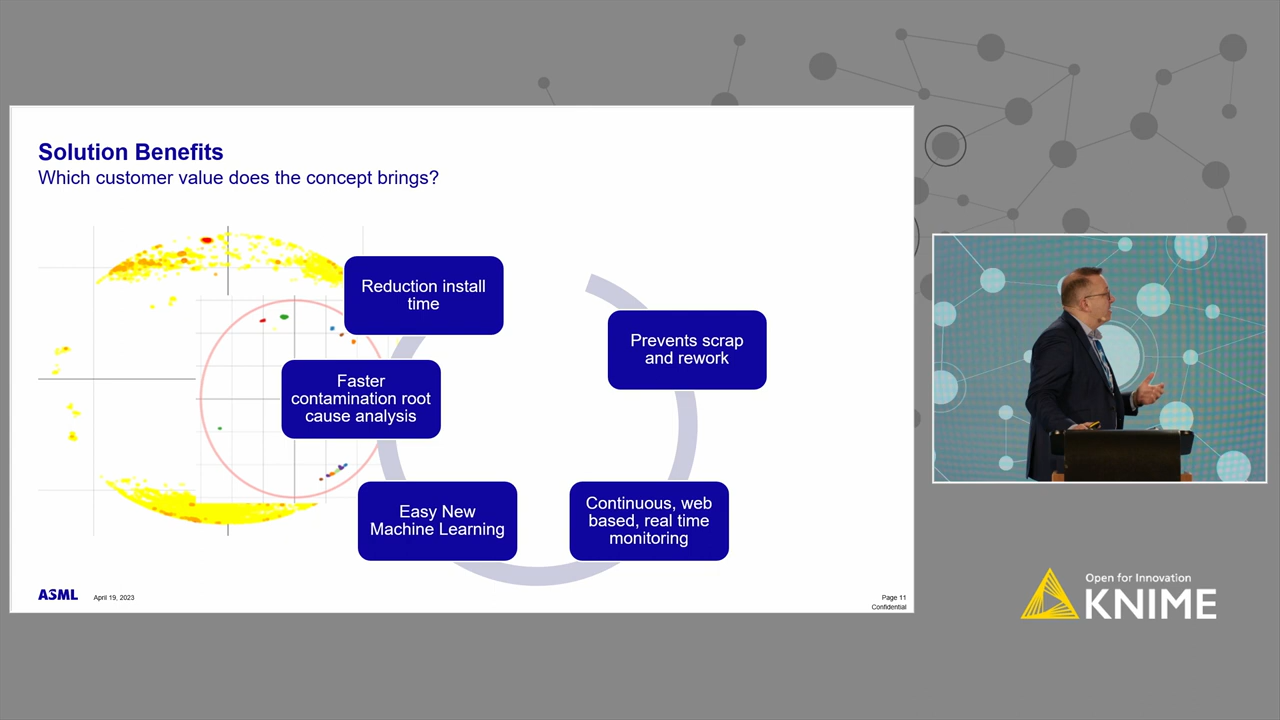 Solution Benefits
Which customer value does the concept brings?
Reduction install
time
Prevents scrap
and rework
Faster
contamination root
cause analysis
Easy New
Machine Learning
Continuous, web
based, real time
monitoring
ASML
April 19, 2023
Page 11
Confidential
Open for Innovation
KNIME